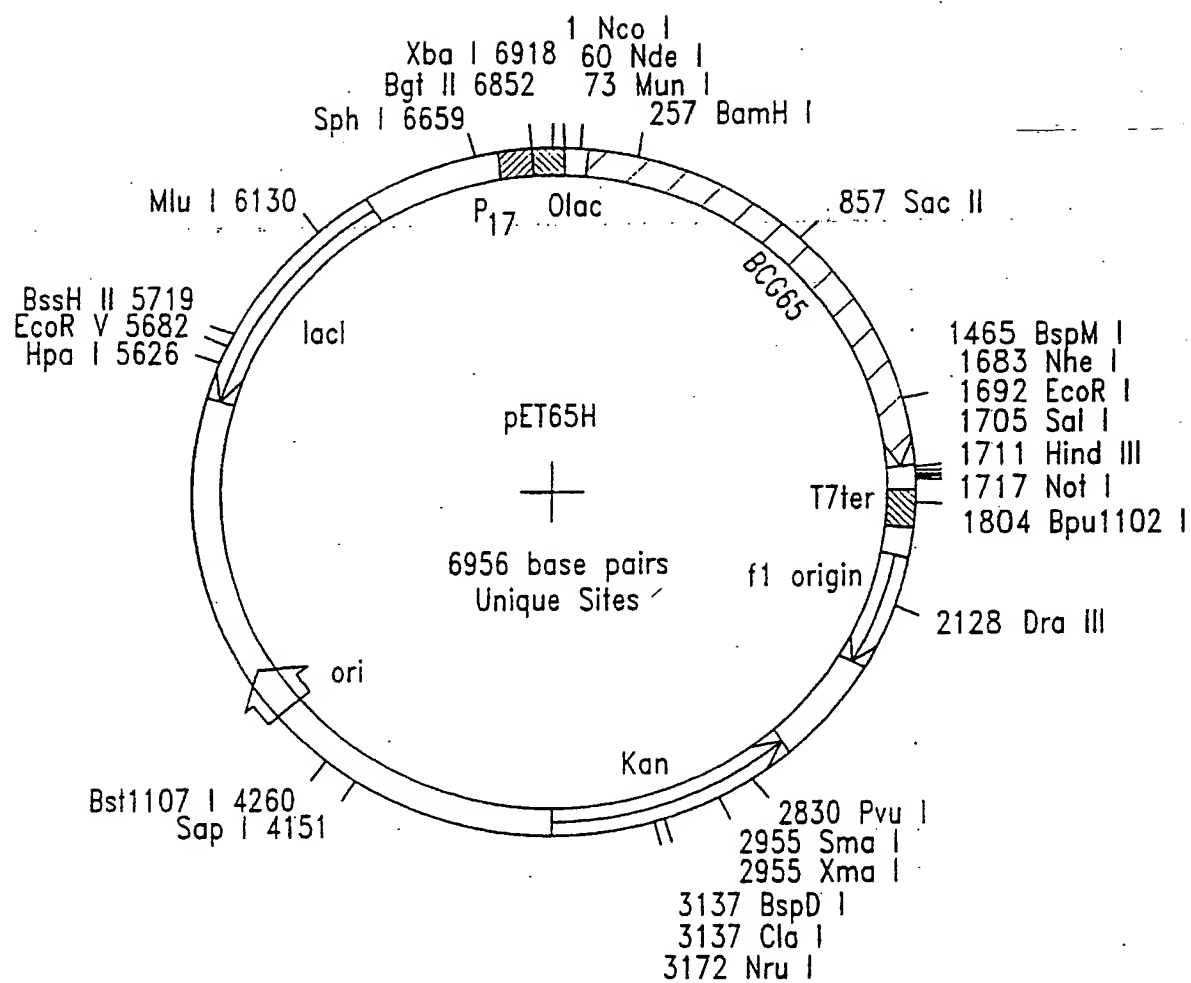 1 Nco I
Xba I 6918
60 Nde I
Bgt II 6852
73 Mun I
Sph I 6659
257 BamH I
Mlu I 6130
P17
Olac
857 Sac II
BCG65
BssH II 5719
EcoR V 5682
Hpa I 5626
lacI
1465 BspM I
1683 Nhe I
1692 EcoR I
1705 Sal I
1711 Hind III
1717 Not I
1804 Bpu1102 I
pET65H
T7ter
6956 base pairs
Unique Sites
f1 origin
2128 Dra III
ori
Kan
Bst1107 I 4260
Sap I 4151
2830 Pvu I
2955 Sma I
2955 Xma I
3137 BspD I
3137 Cla I
3172 Nru I